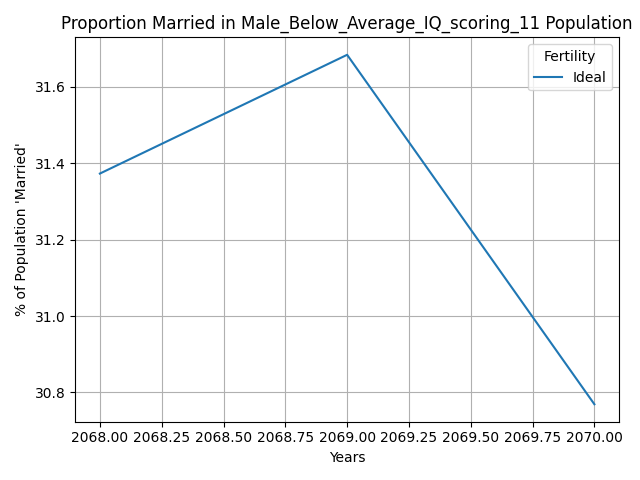 Proportion Married in Male_Below_Average_IQ_scoring_11 Population
Fertility
Ideal
% of Population 'Married'
31.6
31.4
31.2
31.0
30.8
2068.00 2068.25 2068.50 2068.75 2069.00 2069.25 2069.50 2069.75 2070.00
Years